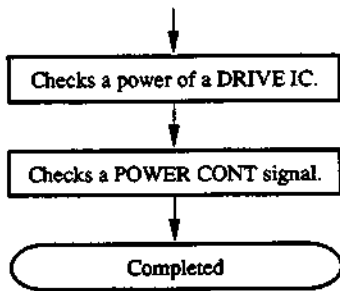 Checks a power of a DRIVE IC.
Checks a POWER CONT signal.
Completed